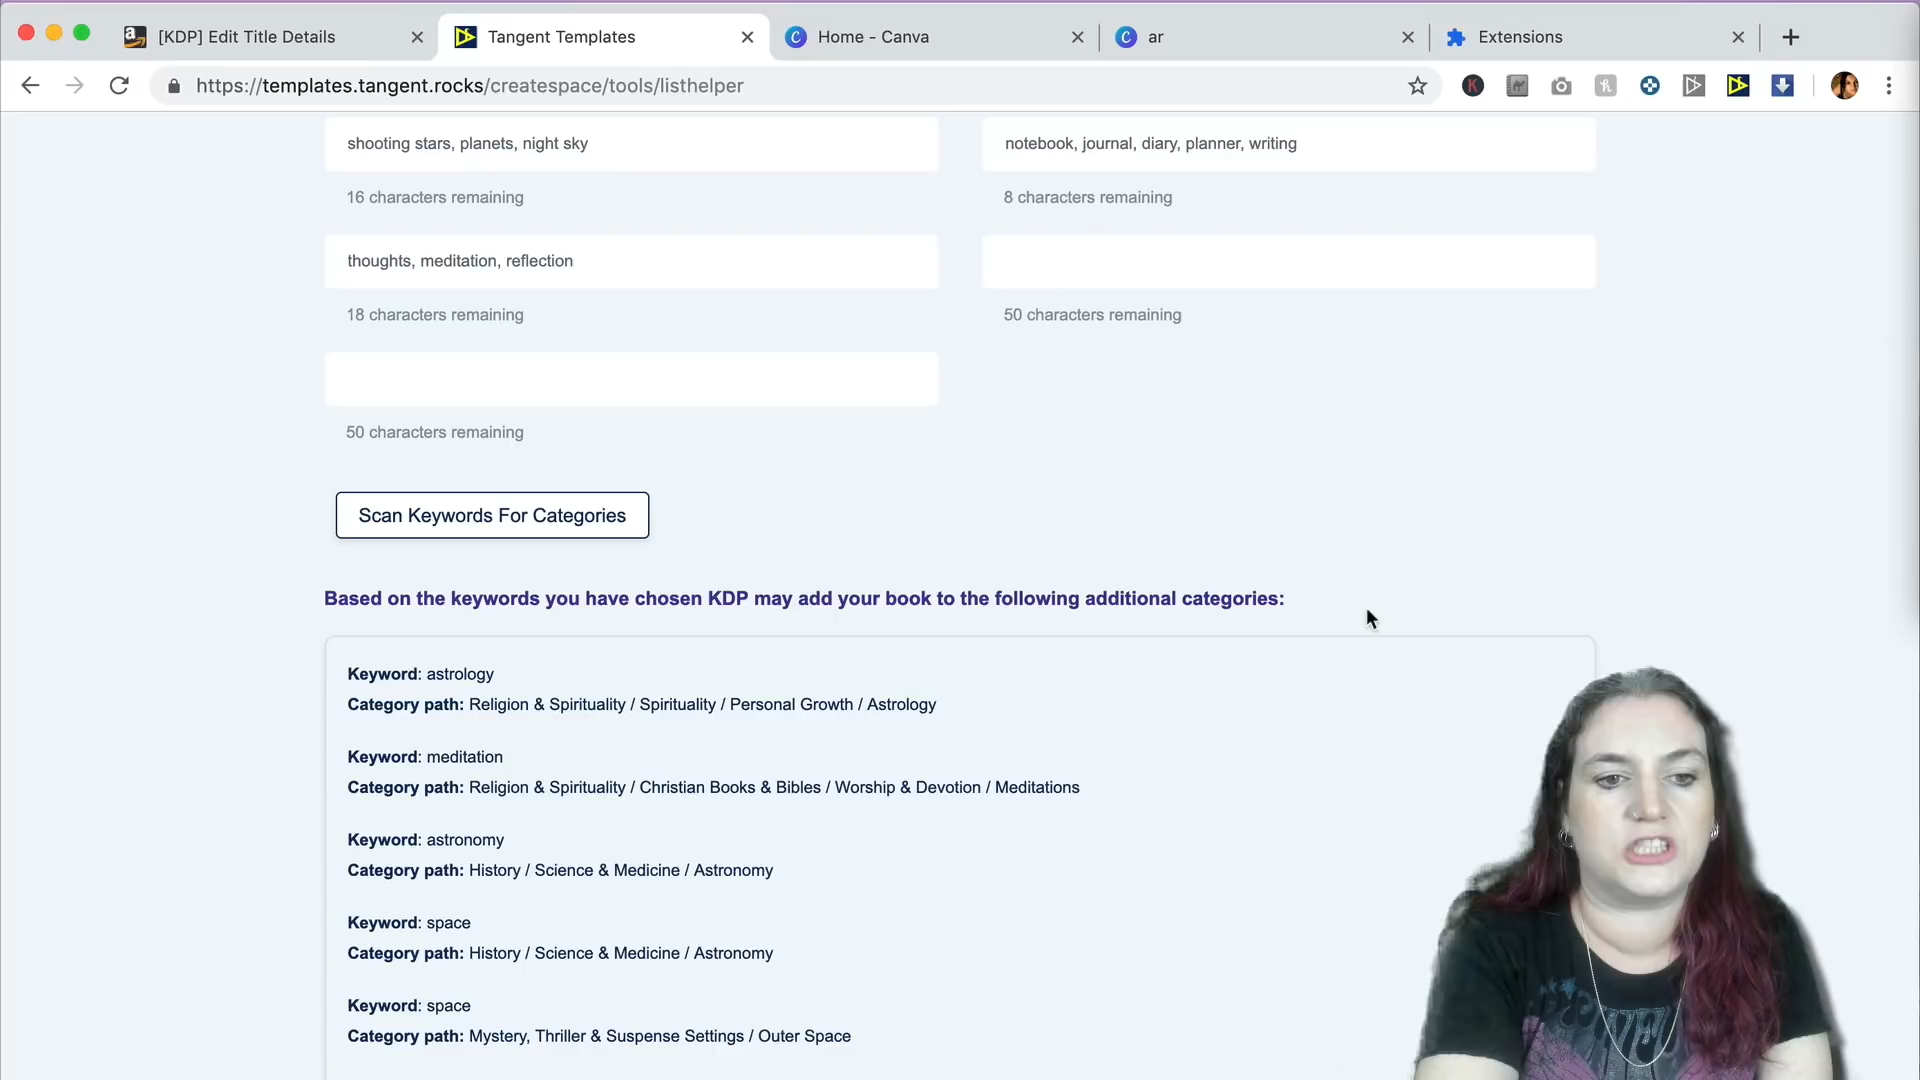 [KDP] Edit Title Details
Tangent Templates
Home - Canva
ar
Extensions
https://templates.tangent.rocks/createspace/tools/listhelper
shooting stars, planets, night sky
notebook, journal, diary, planner, writing
16 characters remaining
8 characters remaining
thoughts, meditation, reflection
18 characters remaining
50 characters remaining
50 characters remaining
Scan Keywords For Categories
Based on the keywords you have chosen KDP may add your book to the following additional categories:
Keyword: astrology
Category path: Religion & Spirituality / Spirituality / Personal Growth / Astrology
Keyword: meditation
Category path: Religion & Spirituality / Christian Books & Bibles / Worship & Devotion / Meditations
Keyword: astronomy
Category path: History / Science & Medicine / Astronomy
Keyword: space
Category path: History / Science & Medicine / Astronomy
Keyword: space
Category path: Mystery, Thriller & Suspense Settings / Outer Space